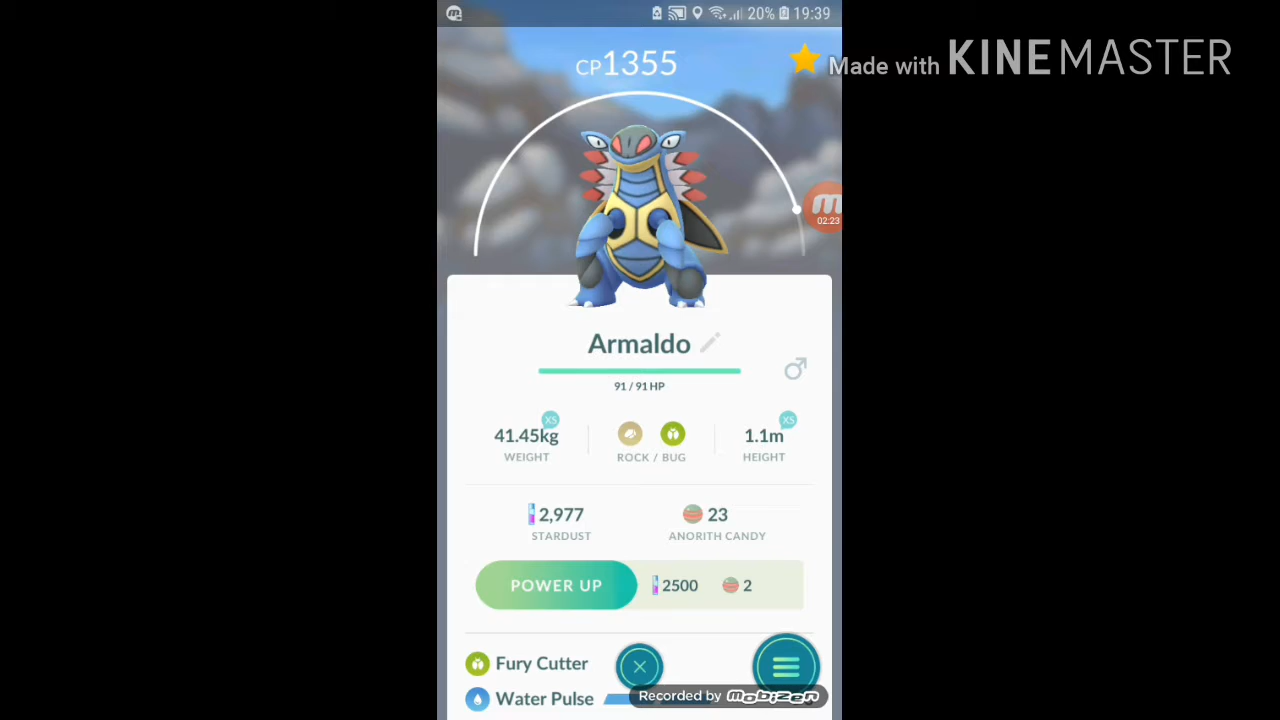 20% 19:39
CP1355
Made with KINEMASTER
02:23
Armaldo
91 / 91 HP
XS
XS
41.45kg
1.1m
WEIGHT
ROCK / BUG
HEIGHT
2,977
23
STARDUST
ANORITH CANDY
POWER UP
2500
2
Fury Cutter
Water Pulse
Recorded by MOBIZEN